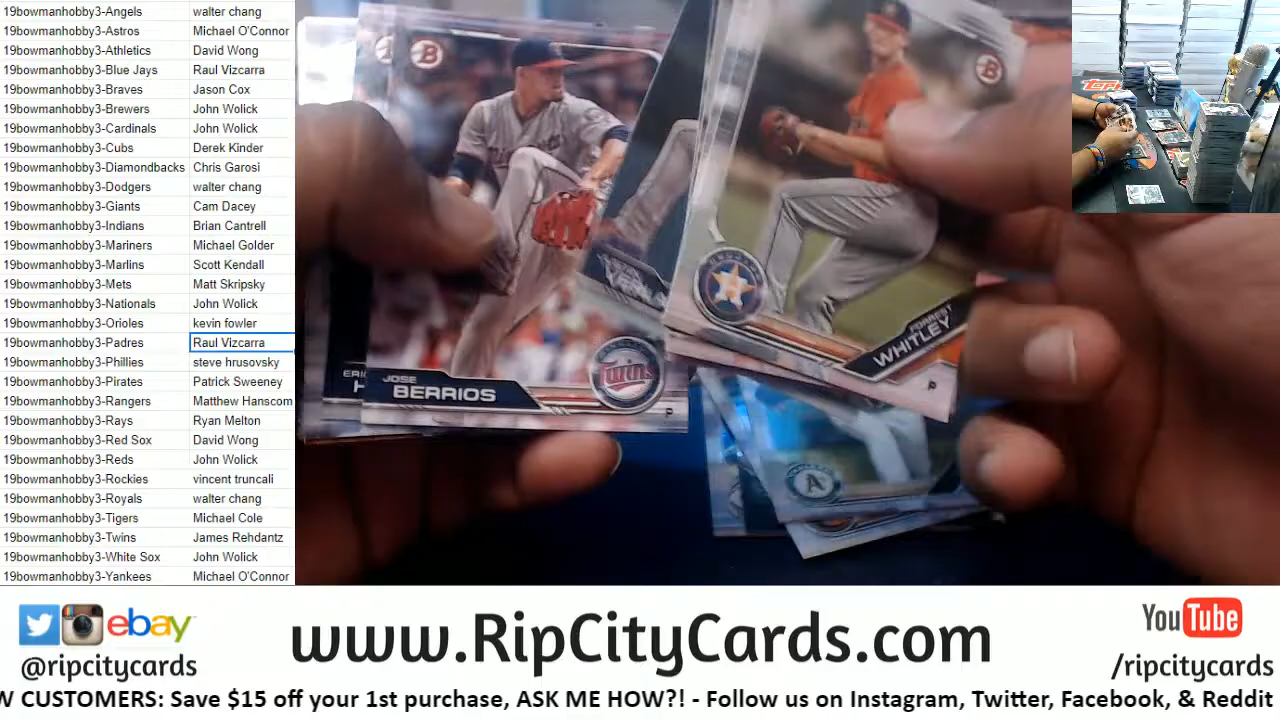 19bowmanhobby3-Angels walter chang
19bowmanhobby3-Astros Michael O'Connor
19bowmanhobby3-Athletics David Wong
19bowmanhobby3-Blue Jays Raul Vizcarra
19bowmanhobby3-Braves Jason Cox
19bowmanhobby3-Brewers John Wolick
19bowmanhobby3-Cardinals John Wolick
19bowmanhobby3-Cubs Derek Kinder
19bowmanhobby3-Diamondbacks Chris Garosi
19bowmanhobby3-Dodgers walter chang
19bowmanhobby3-Giants Cam Dacey
19bowmanhobby3-Indians Brian Cantrell
19bowmanhobby3-Mariners Michael Golder
19bowmanhobby3-Marlins Scott Kendall
19bowmanhobby3-Mets Matt Skripsky
19bowmanhobby3-Nationals John Wolick
19bowmanhobby3-Orioles kevin fowler
19bowmanhobby3-Padres Raul Vizcarra
19bowmanhobby3-Phillies steve hrusovsky
19bowmanhobby3-Pirates Patrick Sweeney
19bowmanhobby3-Rangers Matthew Hanscom
19bowmanhobby3-Rays Ryan Melton
19bowmanhobby3-Red Sox David Wong
19bowmanhobby3-Reds John Wolick
19bowmanhobby3-Rockies vincent truncali
19bowmanhobby3-Royals walter chang
19bowmanhobby3-Tigers Michael Cole
19bowmanhobby3-Twins James Rehdantz
19bowmanhobby3-White Sox John Wolick
19bowmanhobby3-Yankees Michael O'Connor
B
B
JOSE
BERRIOS
Twins
P
FORREST
WHITLEY
P
A
ebay
@ripcitycards
www.RipCityCards.com
YouTube
/ripcitycards
W CUSTOMERS: Save $15 off your 1st purchase, ASK ME HOW?! - Follow us on Instagram, Twitter, Facebook, & Reddit